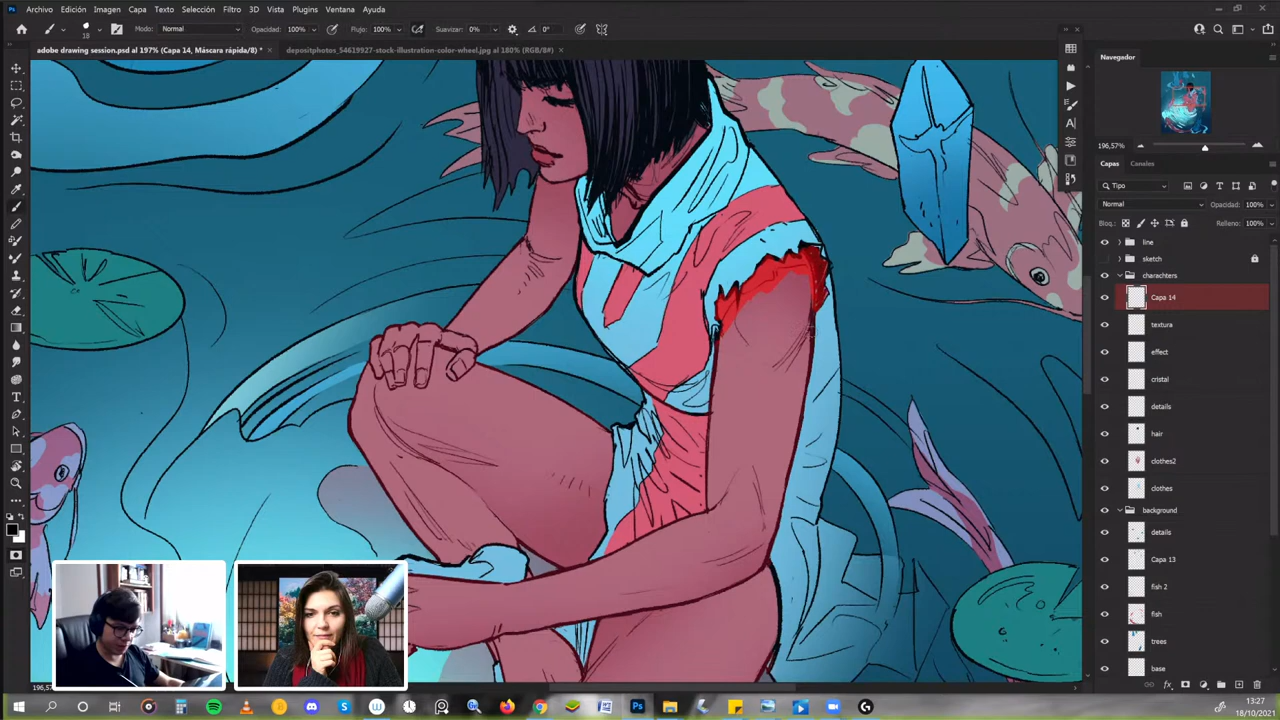 Archivo Edición Imagen Capa Texto Selección Filtro 3D Vista Plugins Ventana Ayuda
18 Modo: Normal Opacidad: 100% Flujo: 100% Suavizar: 0% 0°
adobe drawing session.psd al 197% (Capa 14, Máscara rápida/8) * × depositphotos_54619927-stock-illustration-color-wheel.jpg al 180% (RGB/8#) ×
Navegador
196,57%
Capas Canales
Tipo
Normal Opacidad: 100%
Bloq.: Relleno: 100%
line
sketch
charachters
Capa 14
textura
effect
cristal
details
hair
clothes2
clothes
background
details
Capa 13
fish 2
fish
trees
base
196,5
13:27
18/10/2021